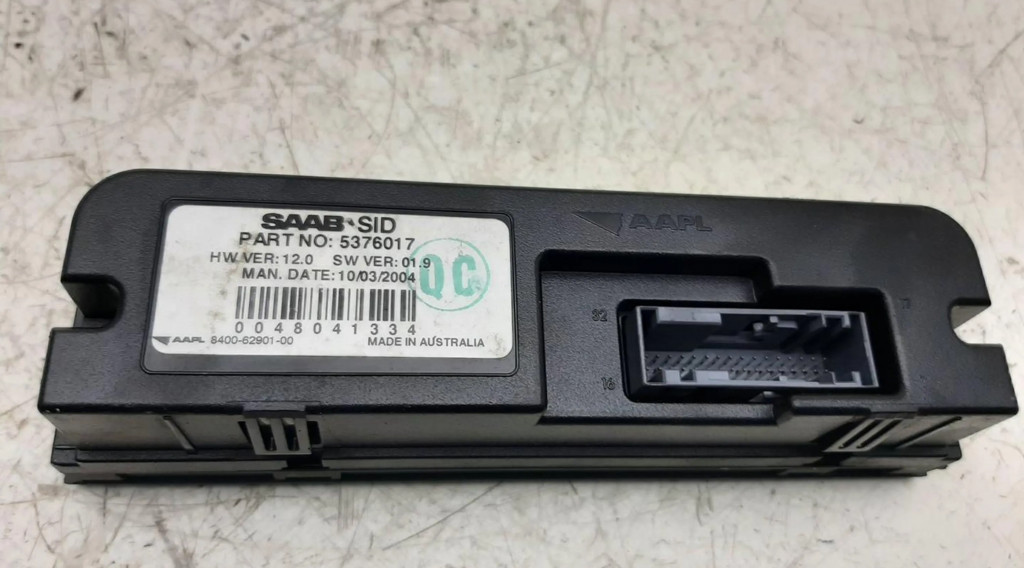 SAAB SID
PART NO: 5376017
HW VER: 12.0 SW VER: 01.9
MAN. DATE: 10/03/2004
QC
0048041334
AAPL 8400-62901-00 MADE IN AUSTRALIA
AAPL
32
16